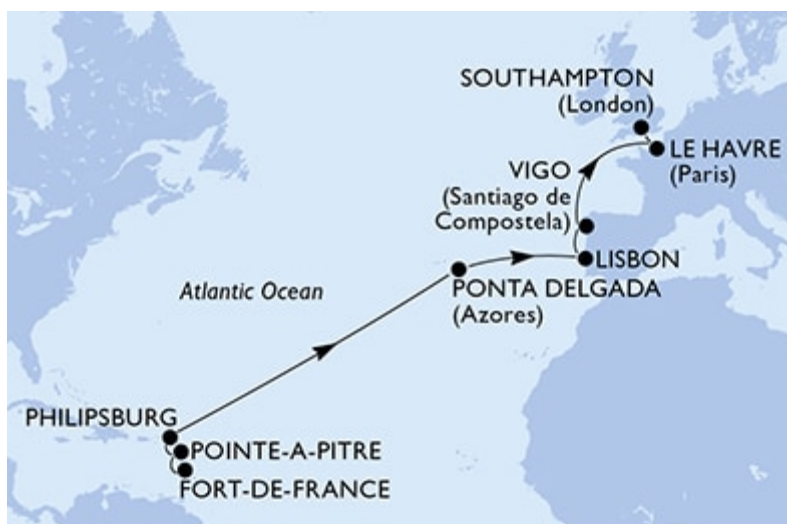 SOUTHAMPTON
(London)
LE HAVRE
(Paris)
VIGO
(Santiago de
Compostela)
LISBON
PONTA DELGADA
(Azores)
Atlantic Ocean
PHILIPSBURG
POINTE-A-PITRE
FORT-DE-FRANCE